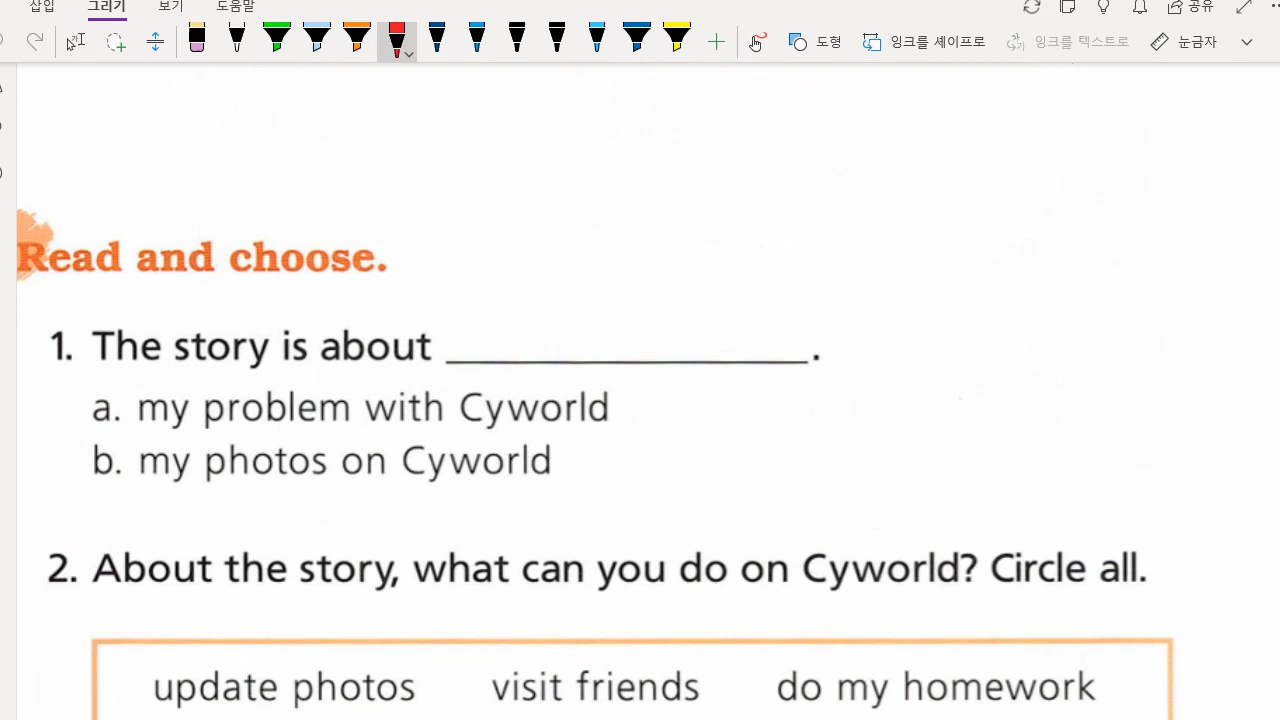 삽입 그리기 보기 도움말
공유
도형 잉크를 셰이프로 잉크를 텍스트로 눈금자
Read and choose.
1. The story is about ____________________.
a. my problem with Cyworld
b. my photos on Cyworld
2. About the story, what can you do on Cyworld? Circle all.
update photos visit friends do my homework